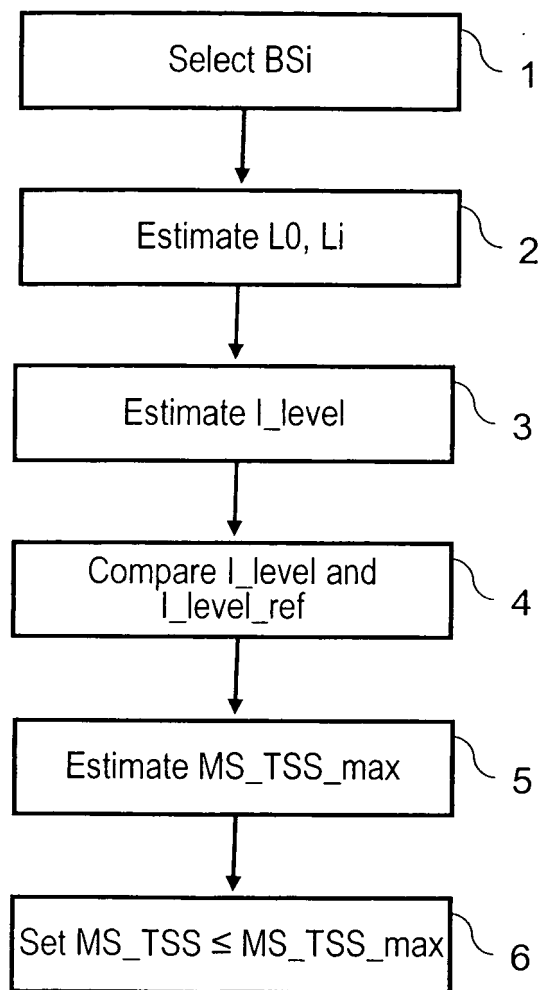 Select BSi
1
Estimate L0, Li
2
Estimate I_level
3
Compare I_level and
I_level_ref
4
Estimate MS_TSS_max
5
Set MS_TSS ≤ MS_TSS_max
6